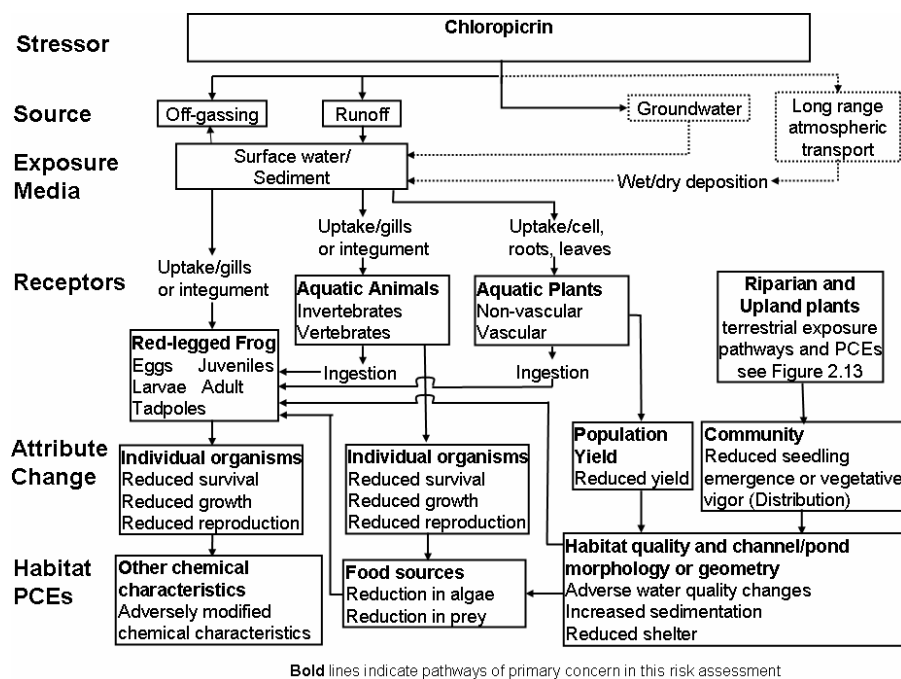 Stressor
Chloropicrin
Source
Off-gassing
Runoff
Groundwater
Long range
atmospheric
transport
Exposure
Media
Surface water/
Sediment
Wet/dry deposition
Uptake/gills
or integument
Uptake/cell,
roots, leaves
Receptors
Uptake/gills
or integument
Aquatic Animals
Invertebrates
Vertebrates
Aquatic Plants
Non-vascular
Vascular
Riparian and
Upland plants
terrestrial exposure
pathways and PCEs
see Figure 2.13
Red-legged Frog
Eggs Juveniles
Larvae Adult
Tadpoles
Ingestion
Ingestion
Attribute
Change
Individual organisms
Reduced survival
Reduced growth
Reduced reproduction
Individual organisms
Reduced survival
Reduced growth
Reduced reproduction
Population
Yield
Reduced yield
Community
Reduced seedling
emergence or vegetative
vigor (Distribution)
Habitat
PCEs
Other chemical
characteristics
Adversely modified
chemical characteristics
Food sources
Reduction in algae
Reduction in prey
Habitat quality and channel/pond
morphology or geometry
Adverse water quality changes
Increased sedimentation
Reduced shelter
Bold lines indicate pathways of primary concern in this risk assessment